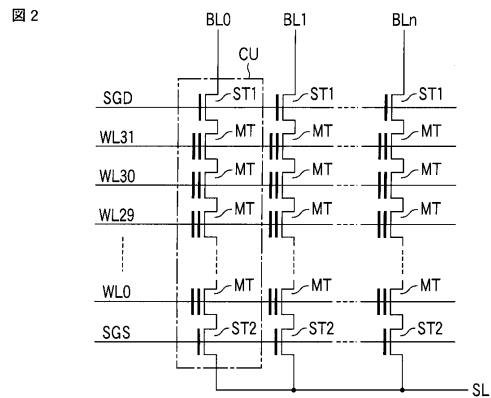 図2
BL0 BL1 BLn
CU
SGD ST1 ST1 ST1
WL31 MT MT MT
WL30 MT MT MT
WL29 MT MT MT
WL0 MT MT MT
SGS ST2 ST2 ST2
SL